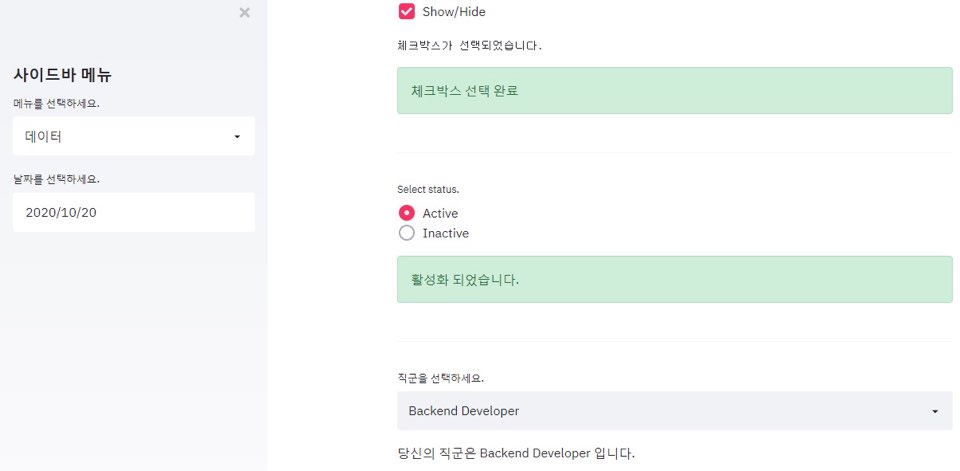 사이드바 메뉴
메뉴를 선택하세요.
데이터
날짜를 선택하세요.
2020/10/20
Show/Hide
체크박스가 선택되었습니다.
체크박스 선택 완료
Select status.
Active
Inactive
활성화 되었습니다.
직군을 선택하세요.
Backend Developer
당신의 직군은 Backend Developer 입니다.